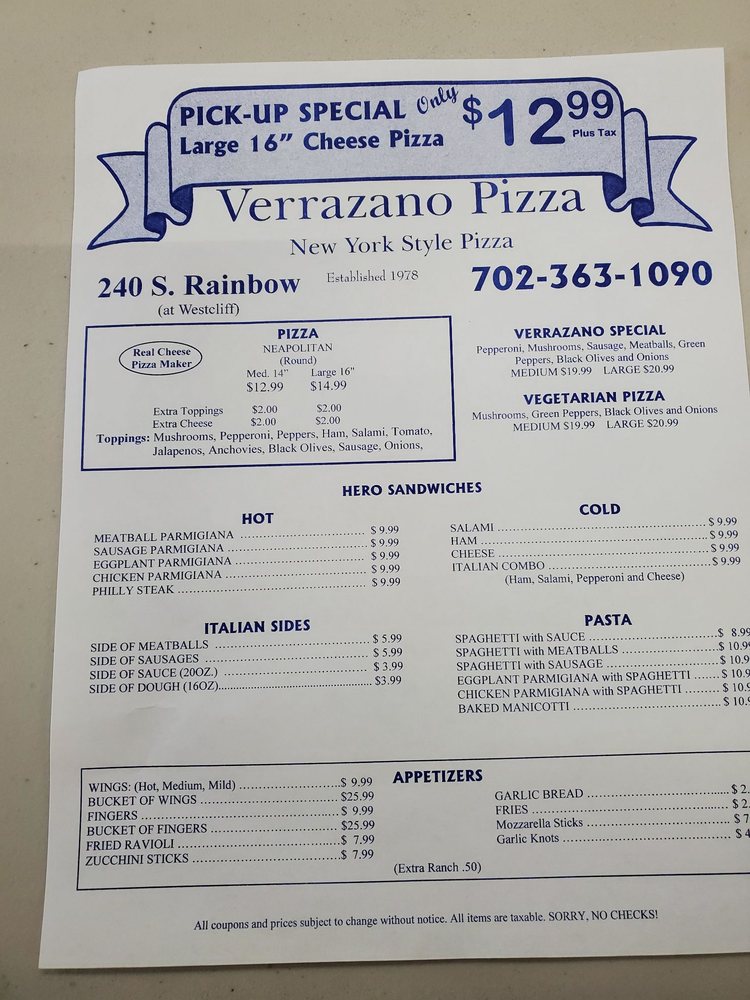 PICK-UP SPECIAL Only $12.99
Large 16" Cheese Pizza Plus Tax
Verrazano Pizza
New York Style Pizza
240 S. Rainbow
(at Westcliff)
Established 1978
702-363-1090
Real Cheese
Pizza Maker
PIZZA
NEAPOLITAN
(Round)
Med. 14" Large 16"
$12.99 $14.99
Extra Toppings $2.00 $2.00
Extra Cheese $2.00 $2.00
Toppings: Mushrooms, Pepperoni, Peppers, Ham, Salami, Tomato,
Jalapenos, Anchovies, Black Olives, Sausage, Onions,
VERRAZANO SPECIAL
Pepperoni, Mushrooms, Sausage, Meatballs, Green
Peppers, Black Olives and Onions
MEDIUM $19.99 LARGE $20.99
VEGETARIAN PIZZA
Mushrooms, Green Peppers, Black Olives and Onions
MEDIUM $19.99 LARGE $20.99
HERO SANDWICHES
HOT
MEATBALL PARMIGIANA $ 9.99
SAUSAGE PARMIGIANA $ 9.99
EGGPLANT PARMIGIANA $ 9.99
CHICKEN PARMIGIANA $ 9.99
PHILLY STEAK $ 9.99
COLD
SALAMI $ 9.99
HAM $ 9.99
CHEESE $ 9.99
ITALIAN COMBO $ 9.99
(Ham, Salami, Pepperoni and Cheese)
ITALIAN SIDES
SIDE OF MEATBALLS $ 5.99
SIDE OF SAUSAGES $ 5.99
SIDE OF SAUCE (20OZ.) $ 3.99
SIDE OF DOUGH (16OZ) $3.99
PASTA
SPAGHETTI with SAUCE $ 8.99
SPAGHETTI with MEATBALLS $ 10.9
SPAGHETTI with SAUSAGE $ 10.9
EGGPLANT PARMIGIANA with SPAGHETTI $ 10.9
CHICKEN PARMIGIANA with SPAGHETTI $ 10.
BAKED MANICOTTI $ 10.
APPETIZERS
WINGS: (Hot, Medium, Mild) $ 9.99
BUCKET OF WINGS $25.99
FINGERS $ 9.99
BUCKET OF FINGERS $25.99
FRIED RAVIOLI $ 7.99
ZUCCHINI STICKS $ 7.99
GARLIC BREAD $ 2.
FRIES $ 2.
Mozzarella Sticks $ 7
Garlic Knots $ 4
(Extra Ranch .50)
All coupons and prices subject to change without notice. All items are taxable. SORRY, NO CHECKS!